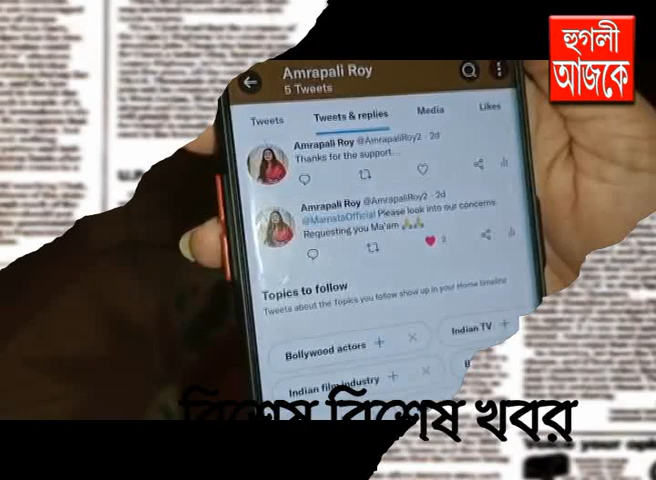 হুগলী
আজকে
Amrapali Roy
5 Tweets
Tweets
Tweets & replies
Media
Likes
Amrapali Roy @AmrapaliRoy2 · 2d
Thanks for the support...
Amrapali Roy @AmrapaliRoy2 · 2d
@MamataOfficial Please look into our concerns
Requesting you Ma'am 🙏🙏
2
Topics to follow
Tweets about the Topics you follow show up in your Home timeline
Bollywood actors + ×
Indian TV +
Indian film industry + ×
B
বিশেষ বিশেষ খবর